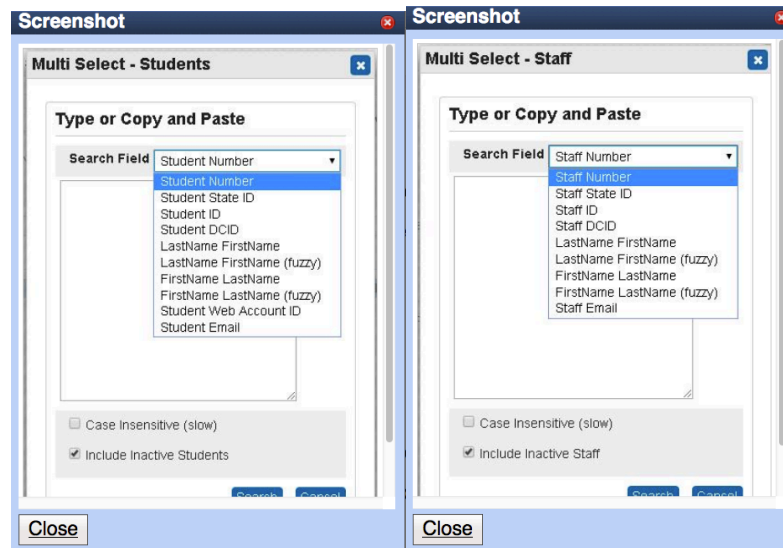 Screenshot
Multi Select - Students
Type or Copy and Paste
Search Field Student Number
Student Number
Student State ID
Student ID
Student DCID
LastName FirstName
LastName FirstName (fuzzy)
FirstName LastName
FirstName LastName (fuzzy)
Student Web Account ID
Student Email
Case Insensitive (slow)
Include Inactive Students
Search Cancel
Close
Screenshot
Multi Select - Staff
Type or Copy and Paste
Search Field Staff Number
Staff Number
Staff State ID
Staff ID
Staff DCID
LastName FirstName
LastName FirstName (fuzzy)
FirstName LastName
FirstName LastName (fuzzy)
Staff Email
Case Insensitive (slow)
Include Inactive Staff
Search Cancel
Close